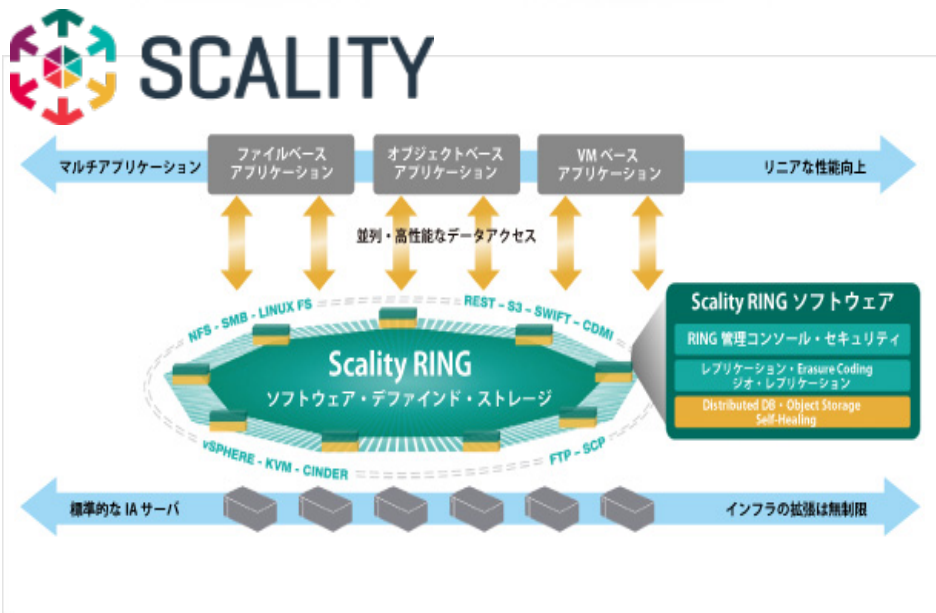 SCALITY
マルチアプリケーション
ファイルベース
アプリケーション
オブジェクトベース
アプリケーション
VM ベース
アプリケーション
リニアな性能向上
並列・高性能なデータアクセス
NFS - SMB - LINUX FS
REST - S3 - SWIFT - CDMI
Scality RING
ソフトウェア・デファインド・ストレージ
vSPHERE - KVM - CINDER
FTP - SCP
Scality RING ソフトウェア
RING 管理コンソール・セキュリティ
レプリケーション・Erasure Coding
ジオ・レプリケーション
Distributed DB・Object Storage
Self-Healing
標準的な IA サーバ
インフラの拡張は無制限